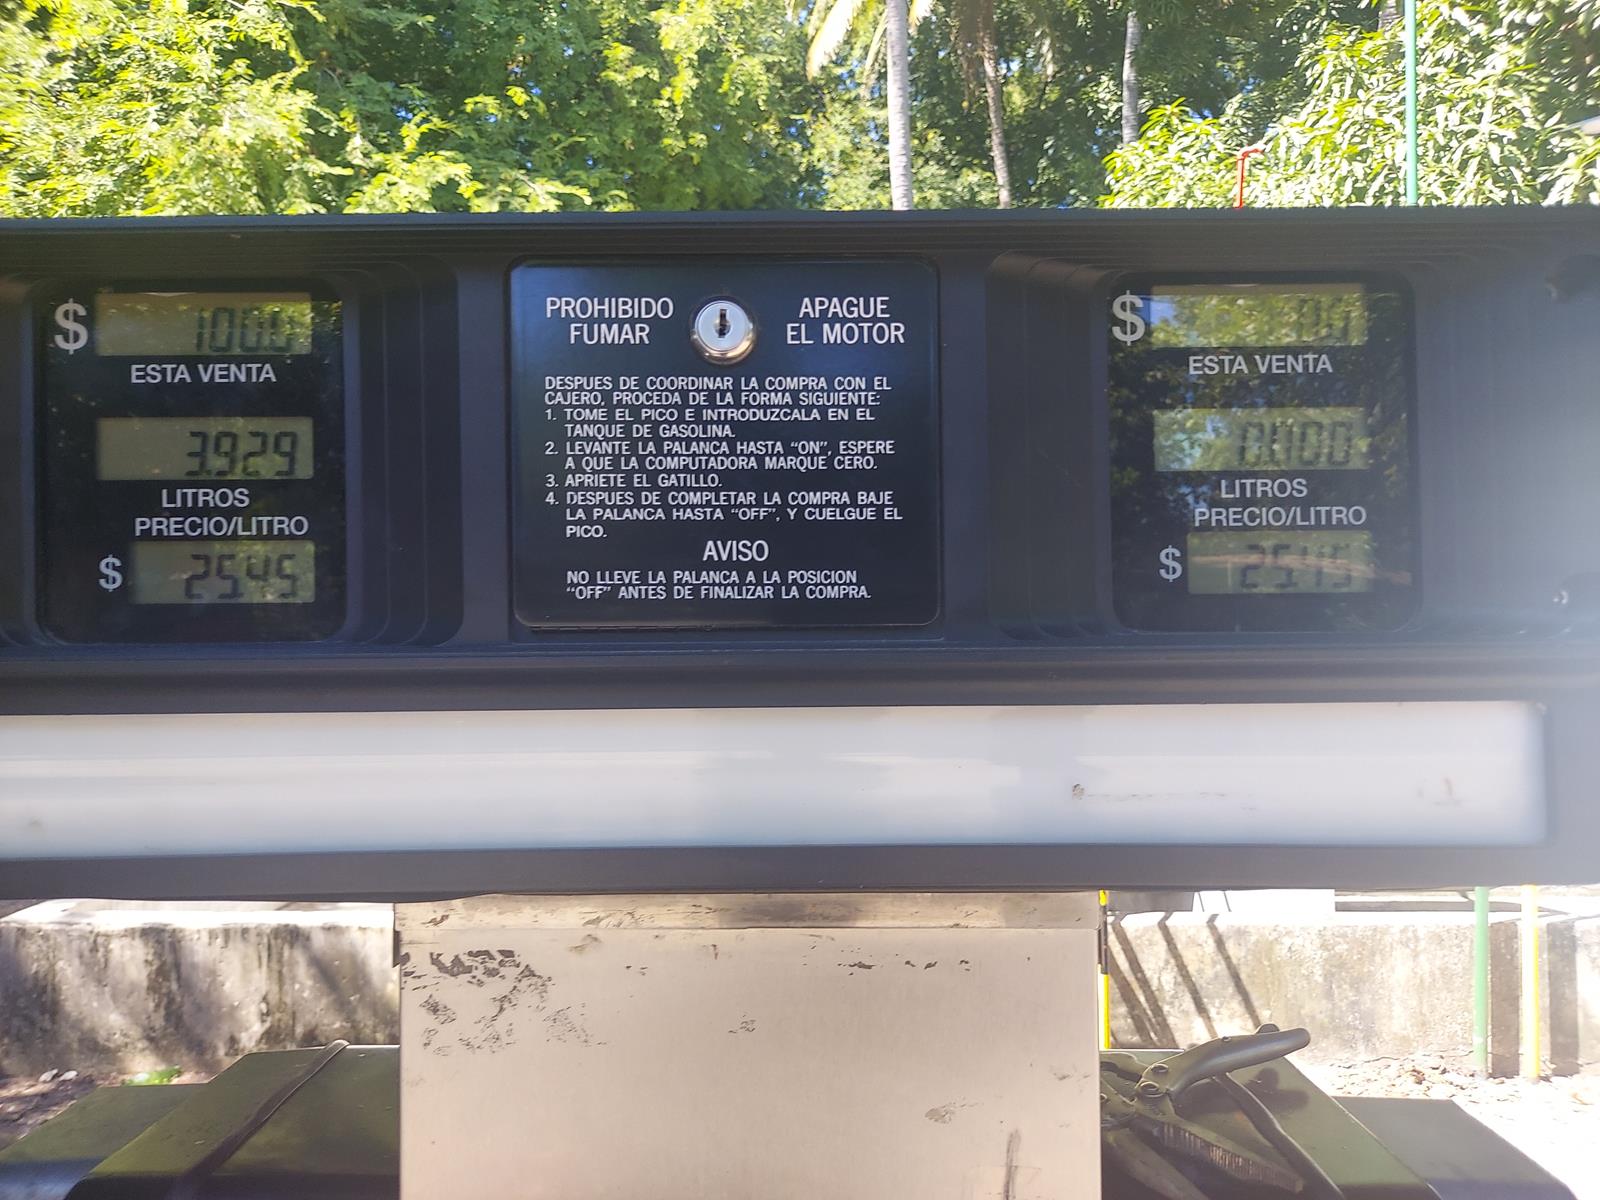 $ 100.0
ESTA VENTA
3.929
LITROS
PRECIO/LITRO
$ 25.45
PROHIBIDO
FUMAR
APAGUE
EL MOTOR
DESPUES DE COORDINAR LA COMPRA CON EL
CAJERO, PROCEDA DE LA FORMA SIGUIENTE:
1. TOME EL PICO E INTRODUZCALA EN EL
TANQUE DE GASOLINA.
2. LEVANTE LA PALANCA HASTA “ON”, ESPERE
A QUE LA COMPUTADORA MARQUE CERO.
3. APRIETE EL GATILLO.
4. DESPUES DE COMPLETAR LA COMPRA BAJE
LA PALANCA HASTA “OFF”, Y CUELGUE EL
PICO.
AVISO
NO LLEVE LA PALANCA A LA POSICION
“OFF” ANTES DE FINALIZAR LA COMPRA.
$
ESTA VENTA
0.000
LITROS
PRECIO/LITRO
$